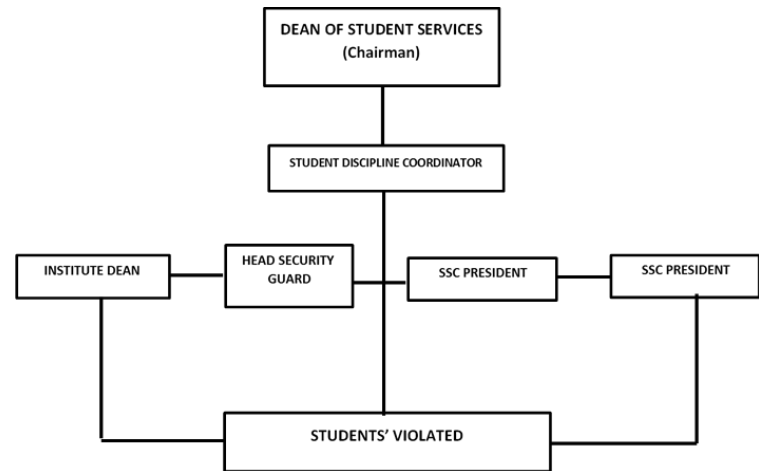 DEAN OF STUDENT SERVICES
(Chairman)
STUDENT DISCIPLINE COORDINATOR
INSTITUTE DEAN
HEAD SECURITY
GUARD
SSC PRESIDENT
SSC PRESIDENT
STUDENTS’ VIOLATED